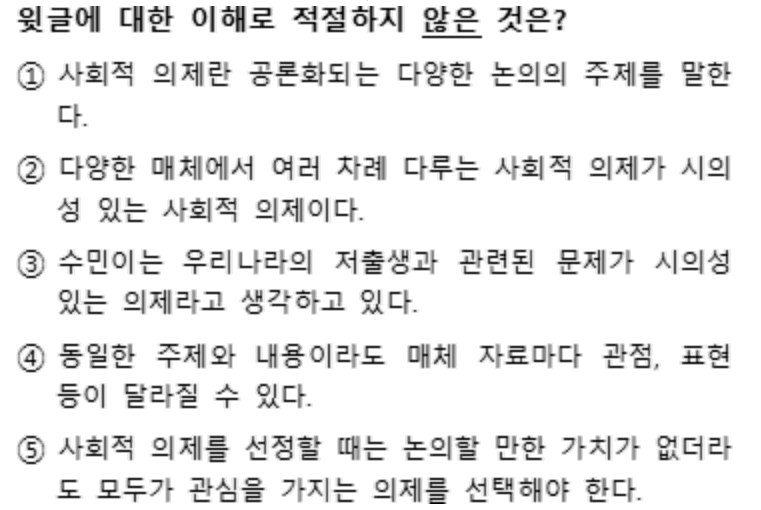 윗글에 대한 이해로 적절하지 않은 것은?
① 사회적 의제란 공론화되는 다양한 논의의 주제를 말한
다.
② 다양한 매체에서 여러 차례 다루는 사회적 의제가 시의
성 있는 사회적 의제이다.
③ 수민이는 우리나라의 저출생과 관련된 문제가 시의성
있는 의제라고 생각하고 있다.
④ 동일한 주제와 내용이라도 매체 자료마다 관점, 표현
등이 달라질 수 있다.
⑤ 사회적 의제를 선정할 때는 논의할 만한 가치가 없더라
도 모두가 관심을 가지는 의제를 선택해야 한다.